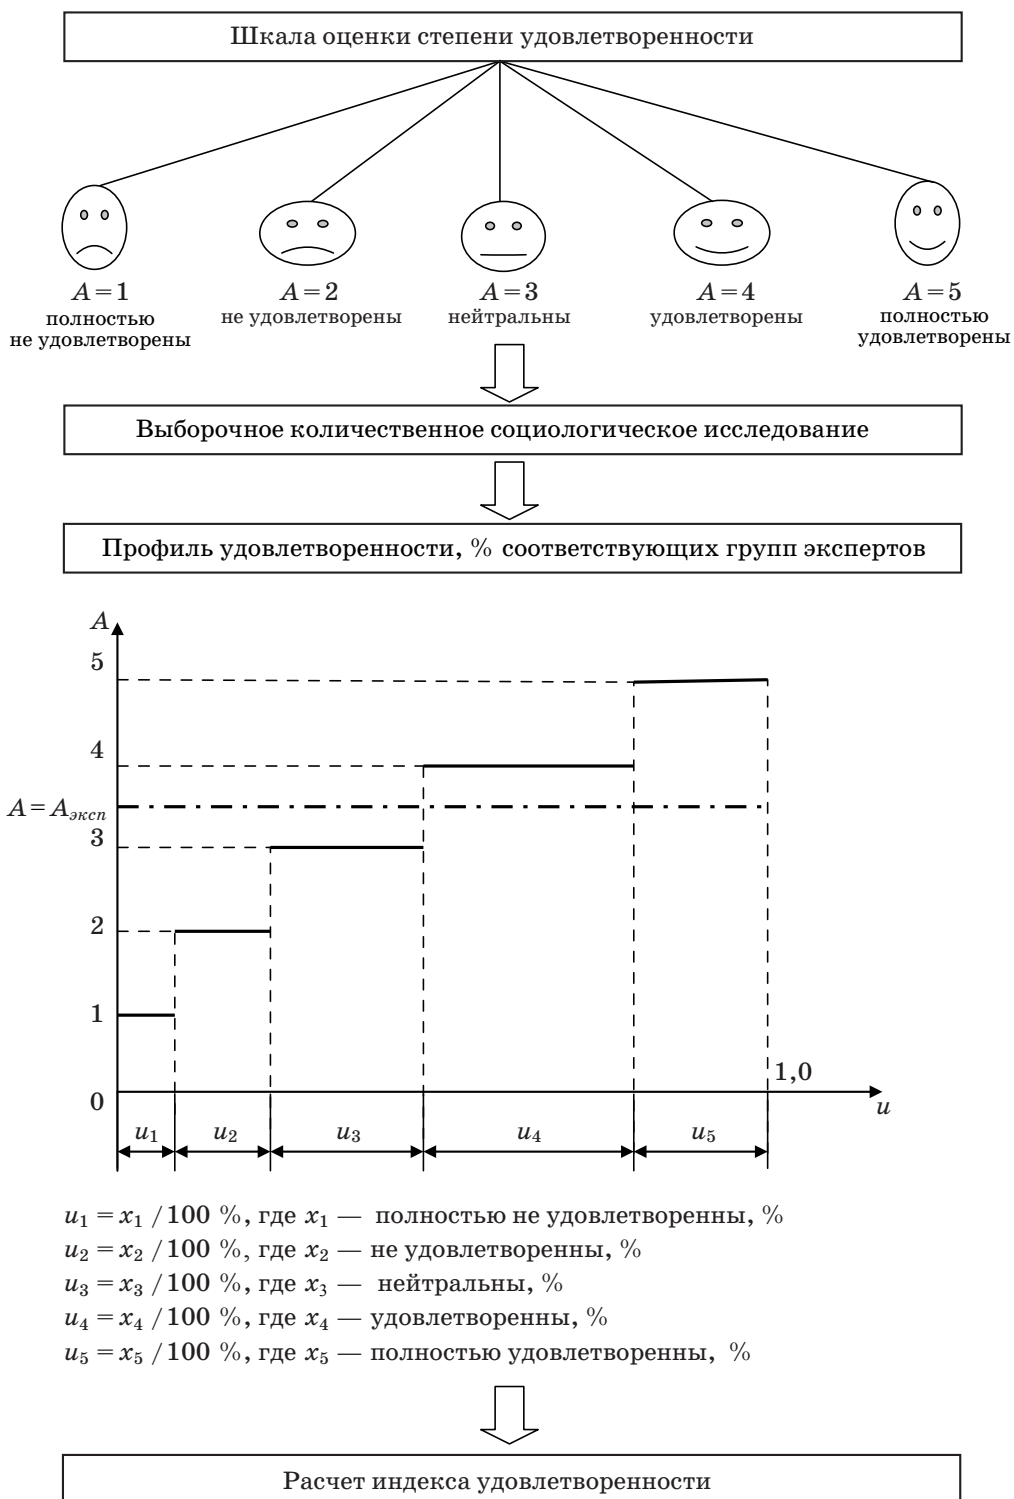 Шкала оценки степени удовлетворенности
A=1
полностью
не удовлетворены
A=2
не удовлетворены
A=3
нейтральны
A=4
удовлетворены
A=5
полностью
удовлетворены
Выборочное количественное социологическое исследование
Профиль удовлетворенности, % соответствующих групп экспертов
A
5
4
A=Aэксп
3
2
1
1,0
0
u
u1 u2 u3 u4 u5
u1 = x1 /100 %, где x1 — полностью не удовлетворенны, %
u2 = x2 /100 %, где x2 — не удовлетворенны, %
u3 = x3 /100 %, где x3 — нейтральны, %
u4 = x4 /100 %, где x4 — удовлетворенны, %
u5 = x5 /100 %, где x5 — полностью удовлетворенны, %
Расчет индекса удовлетворенности